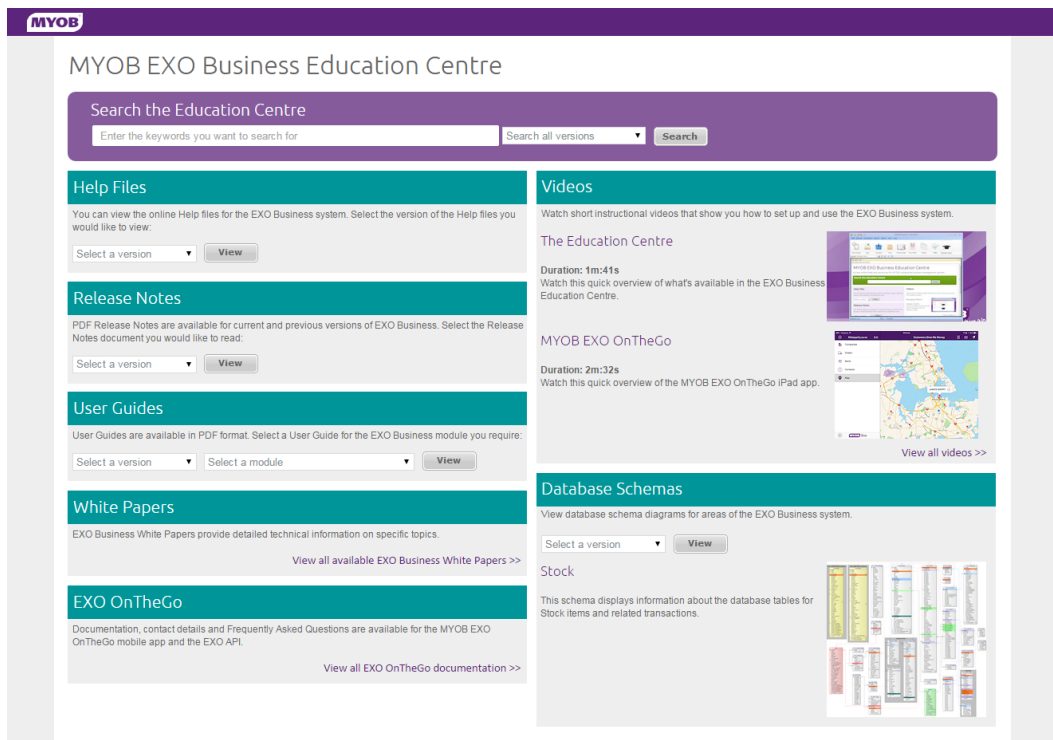 MYOB
MYOB EXO Business Education Centre
Search the Education Centre
Enter the keywords you want to search for
Search all versions
Search
Help Files
You can view the online Help files for the EXO Business system. Select the version of the Help files you
would like to view:
Select a version
View
Release Notes
PDF Release Notes are available for current and previous versions of EXO Business. Select the Release
Notes document you would like to read:
Select a version
View
User Guides
User Guides are available in PDF format. Select a User Guide for the EXO Business module you require:
Select a version
Select a module
View
White Papers
EXO Business White Papers provide detailed technical information on specific topics.
View all available EXO Business White Papers >>
EXO OnTheGo
Documentation, contact details and Frequently Asked Questions are available for the MYOB EXO
OnTheGo mobile app and the EXO API.
View all EXO OnTheGo documentation >>
Videos
Watch short instructional videos that show you how to set up and use the EXO Business system.
The Education Centre
Duration: 1m:41s
Watch this quick overview of what's available in the EXO Business
Education Centre.
MYOB EXO Business Education Centre
MYOB EXO OnTheGo
Duration: 2m:32s
Watch this quick overview of the MYOB EXO OnTheGo iPad app.
View all videos >>
Database Schemas
View database schema diagrams for areas of the EXO Business system.
Select a version
View
Stock
This schema displays information about the database tables for
Stock items and related transactions.